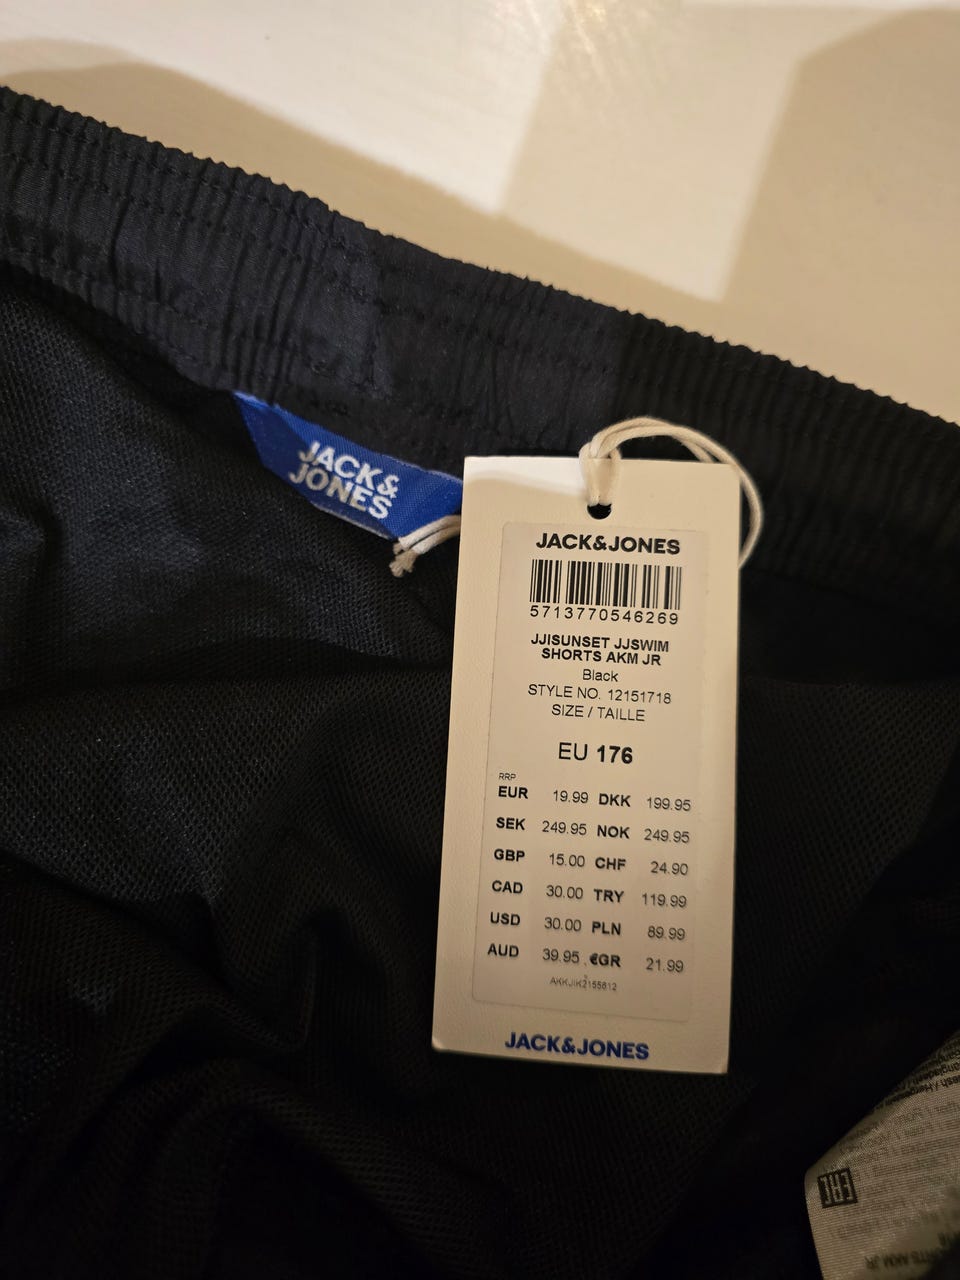 JACK&
JONES
JACK&JONES
5713770546269
JJISUNSET JJSWIM
SHORTS AKM JR
Black
STYLE NO. 12151718
SIZE / TAILLE
EU 176
RRP
EUR 19.99 DKK 199.95
SEK 249.95 NOK 249.95
GBP 15.00 CHF 24.90
CAD 30.00 TRY 119.99
USD 30.00 PLN 89.99
AUD 39.95 €GR 21.99
JACK&JONES
EAC
AKM JR